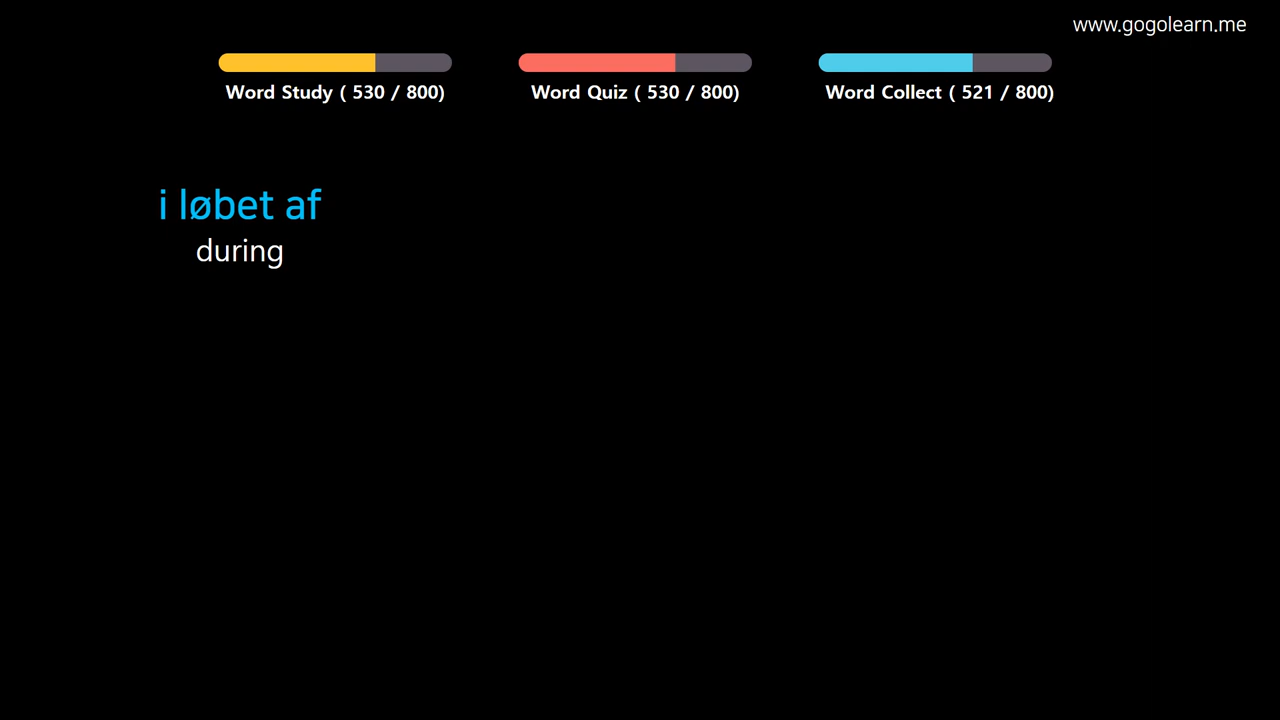 www.gogolearn.me
Word Study ( 530 / 800)
Word Quiz ( 530 / 800)
Word Collect ( 521 / 800)
i løbet af
during